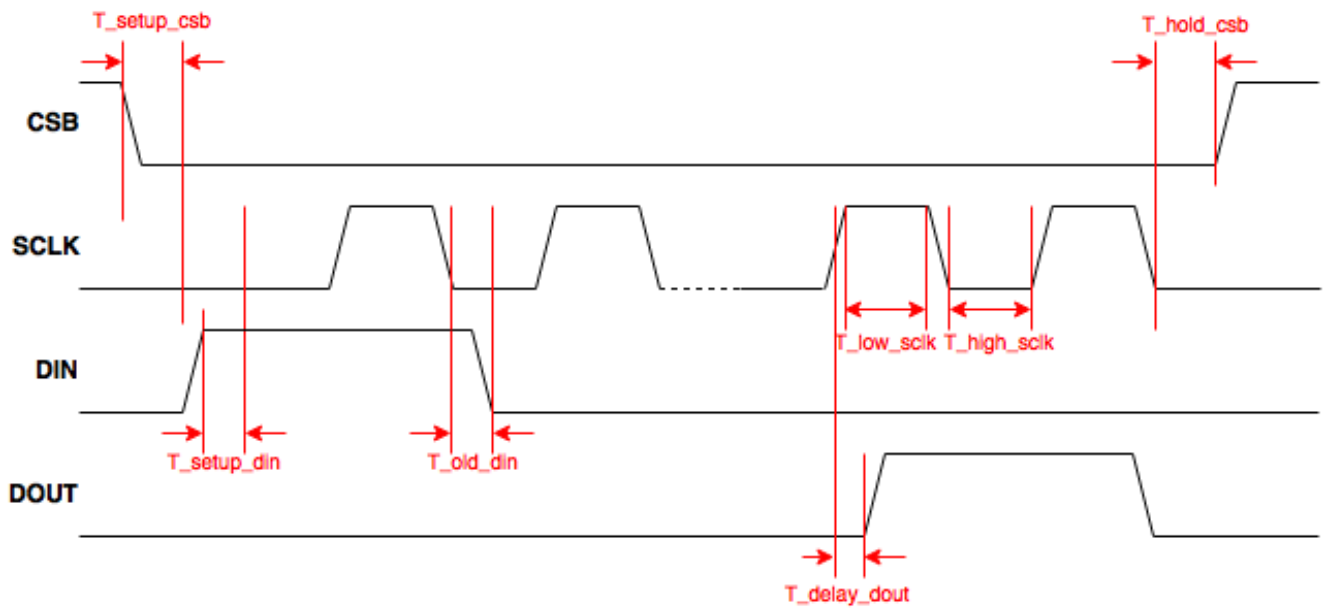 T_setup_csb
T_hold_csb
CSB
SCLK
T_low_sclk
T_high_sclk
DIN
T_setup_din
T_old_din
DOUT
T_delay_dout